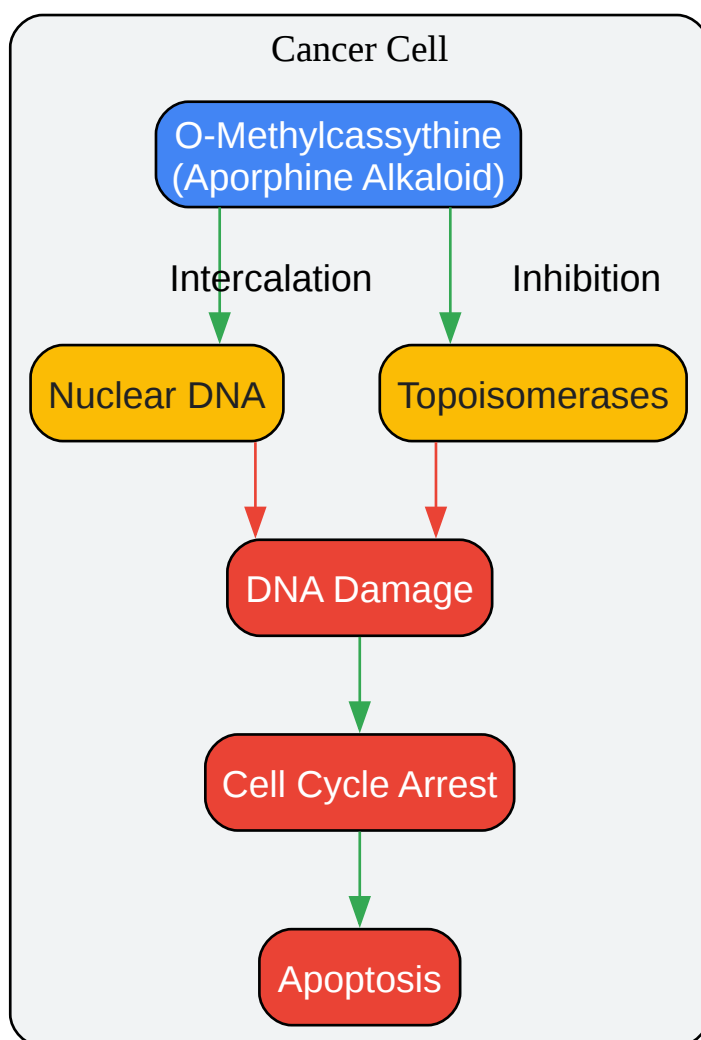 Cancer Cell
O-Methylcassythine
(Aporphine Alkaloid)
Intercalation
Inhibition
Nuclear DNA
Topoisomerases
DNA Damage
Cell Cycle Arrest
Apoptosis